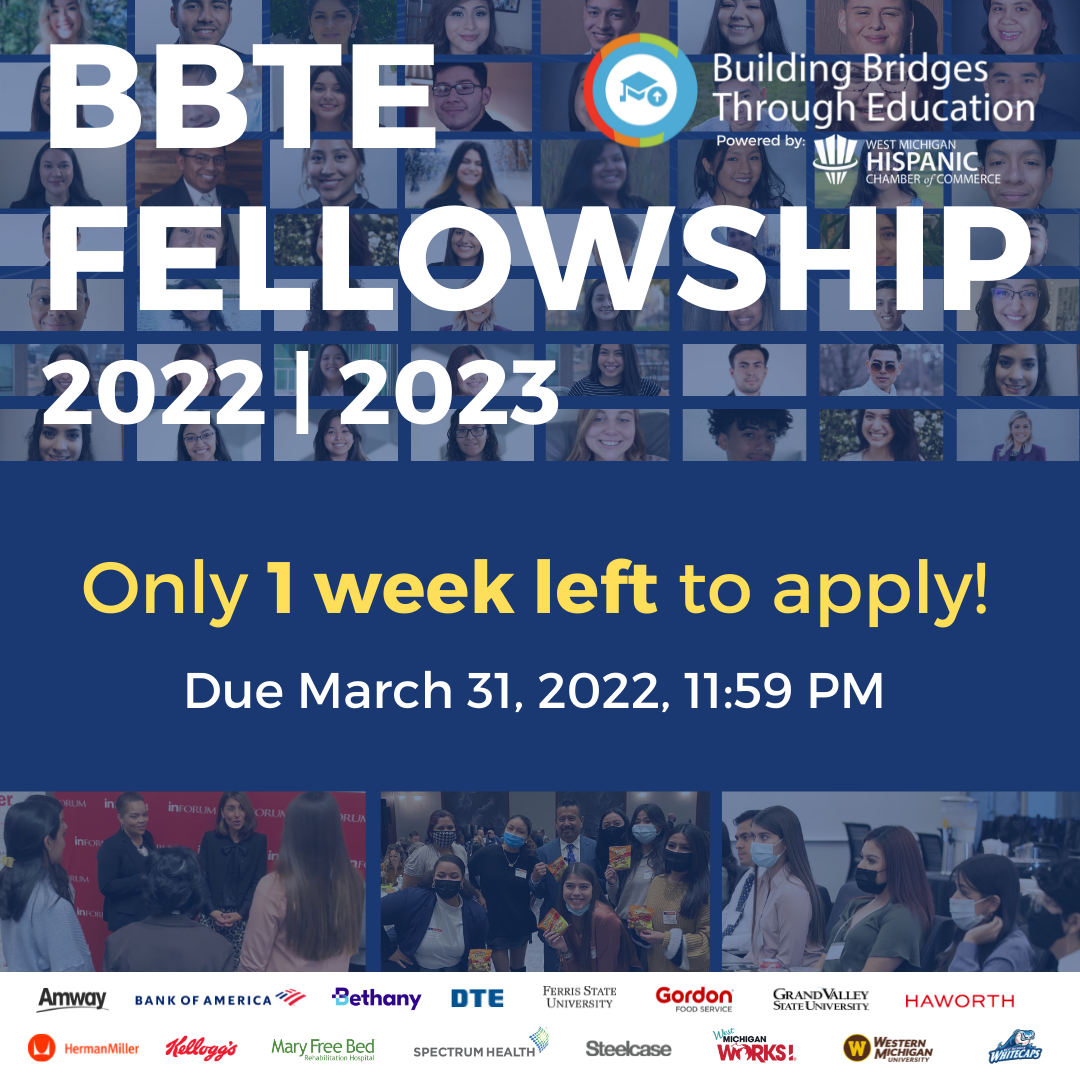 BBTE
FELLOWSHIP
2022 | 2023
Building Bridges
Through Education
Powered by:
WEST MICHIGAN
HISPANIC
CHAMBER of COMMERCE
Only 1 week left to apply!
Due March 31, 2022, 11:59 PM
inFORUM
Amway
BANK OF AMERICA
Bethany
DTE
FERRIS STATE
UNIVERSITY
Gordon
FOOD SERVICE
GRANDVALLEY
STATE UNIVERSITY
HAWORTH
HermanMiller
Kellogg's
Mary Free Bed
Rehabilitation Hospital
SPECTRUM HEALTH
Steelcase
West
MICHIGAN
WORKS!
W WESTERN
MICHIGAN
UNIVERSITY
WHITECAPS